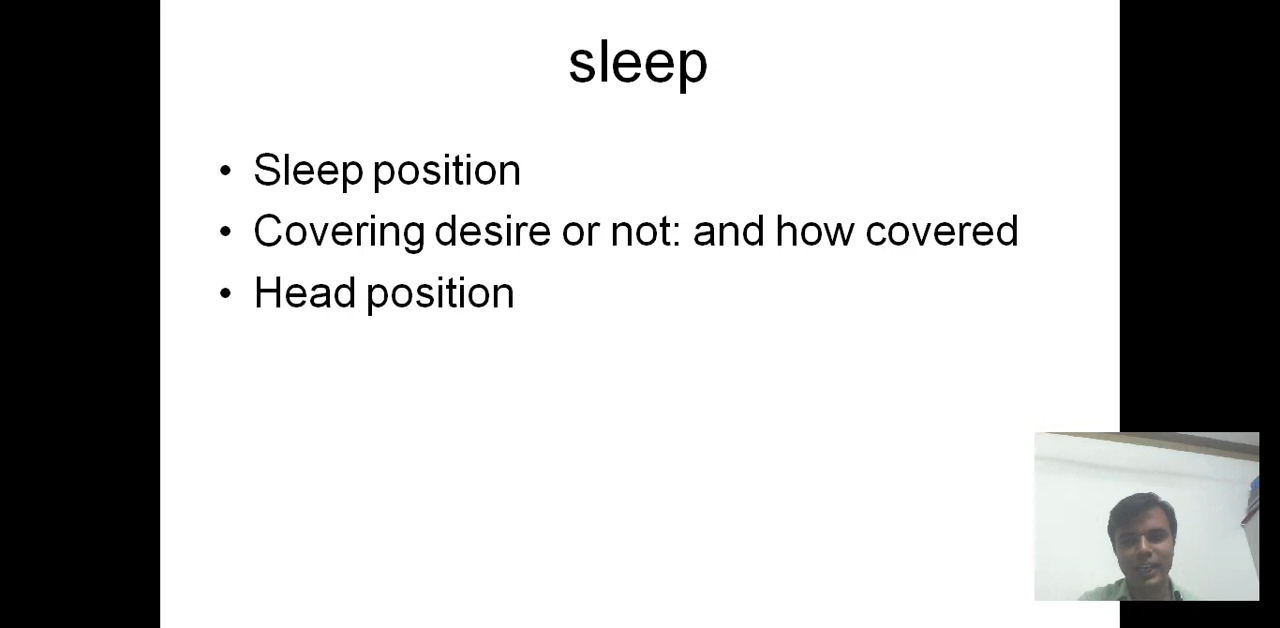 sleep
• Sleep position
• Covering desire or not: and how covered
• Head position